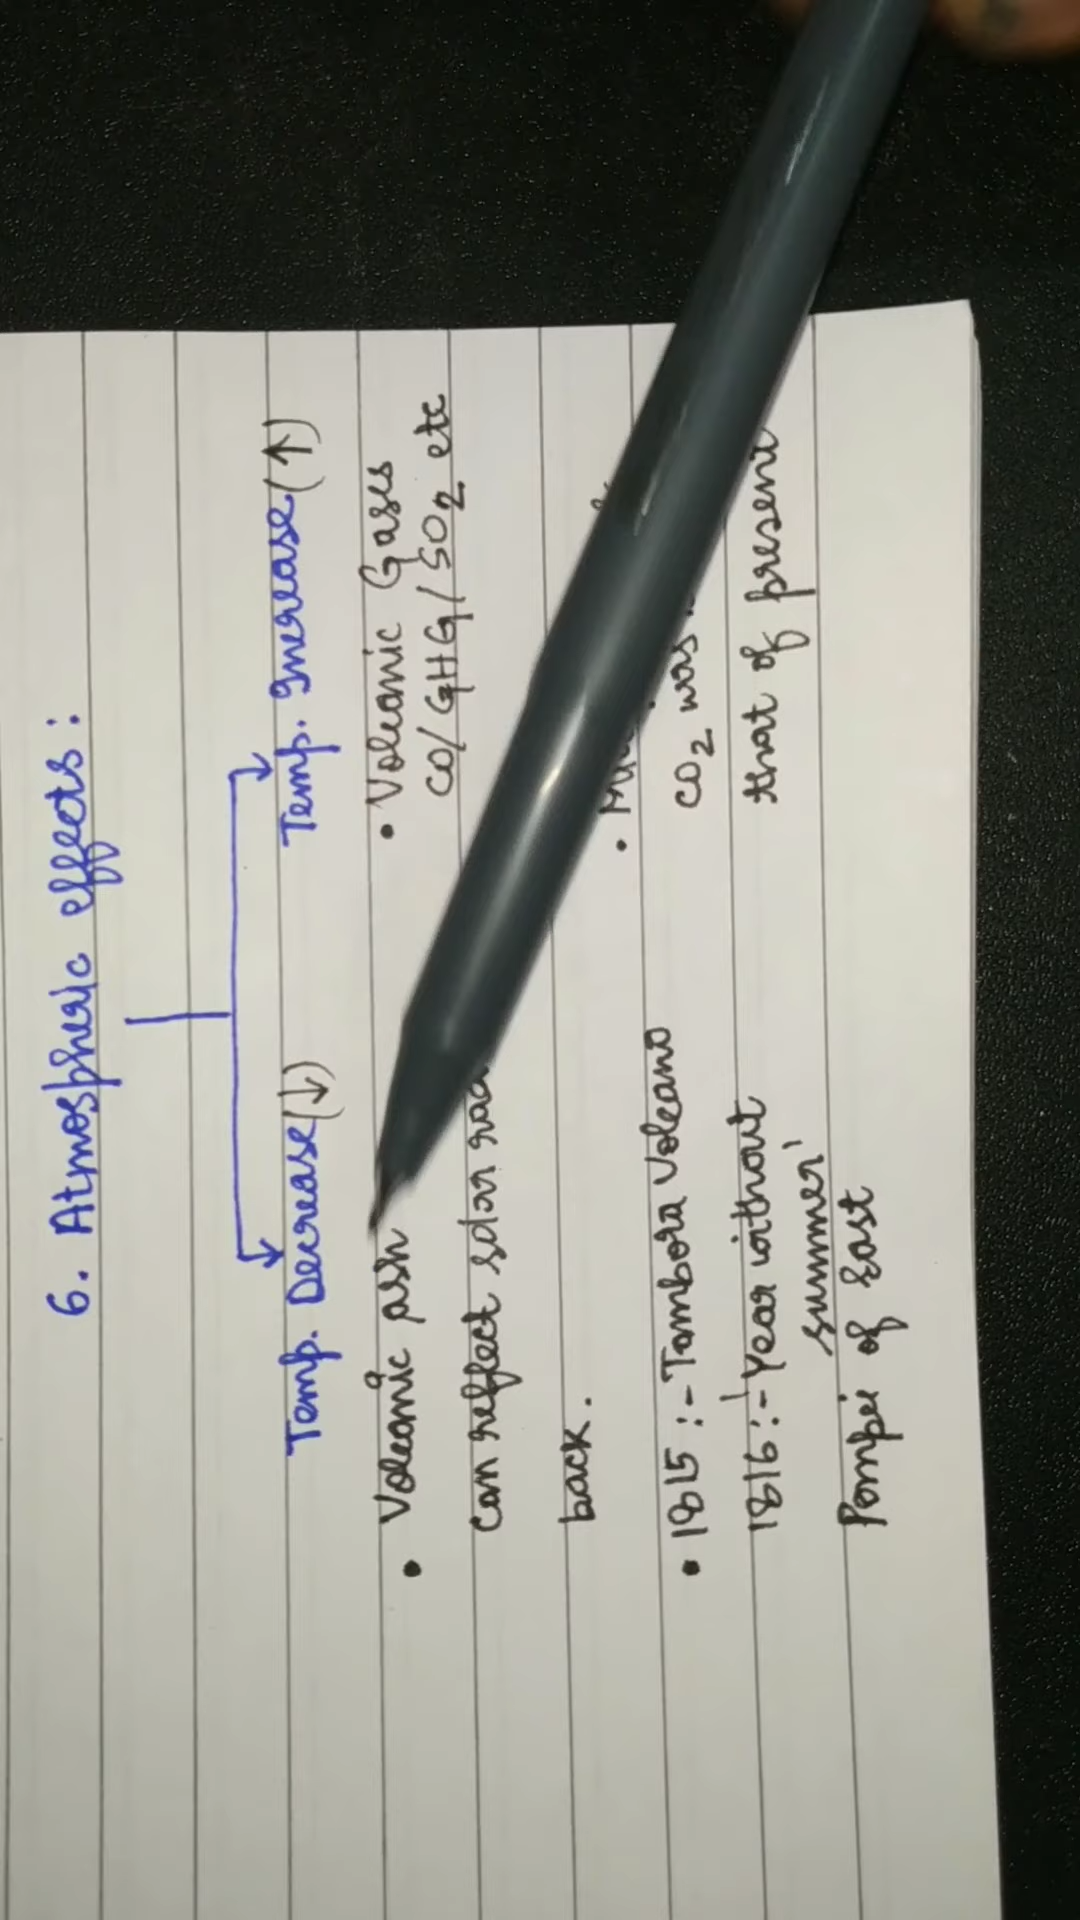 6. Atmospheric effects:
Temp. Decrease(↓)
Temp. Increase(↑)
• Volcanic ash
can reflect solar
back.
• 1815 :- Tambora Volcano
1816 :- 'Year without
summer'
Pompei of East
• Volcanic Gases
CO/GHG/SO2 etc
CO2 was
that of present